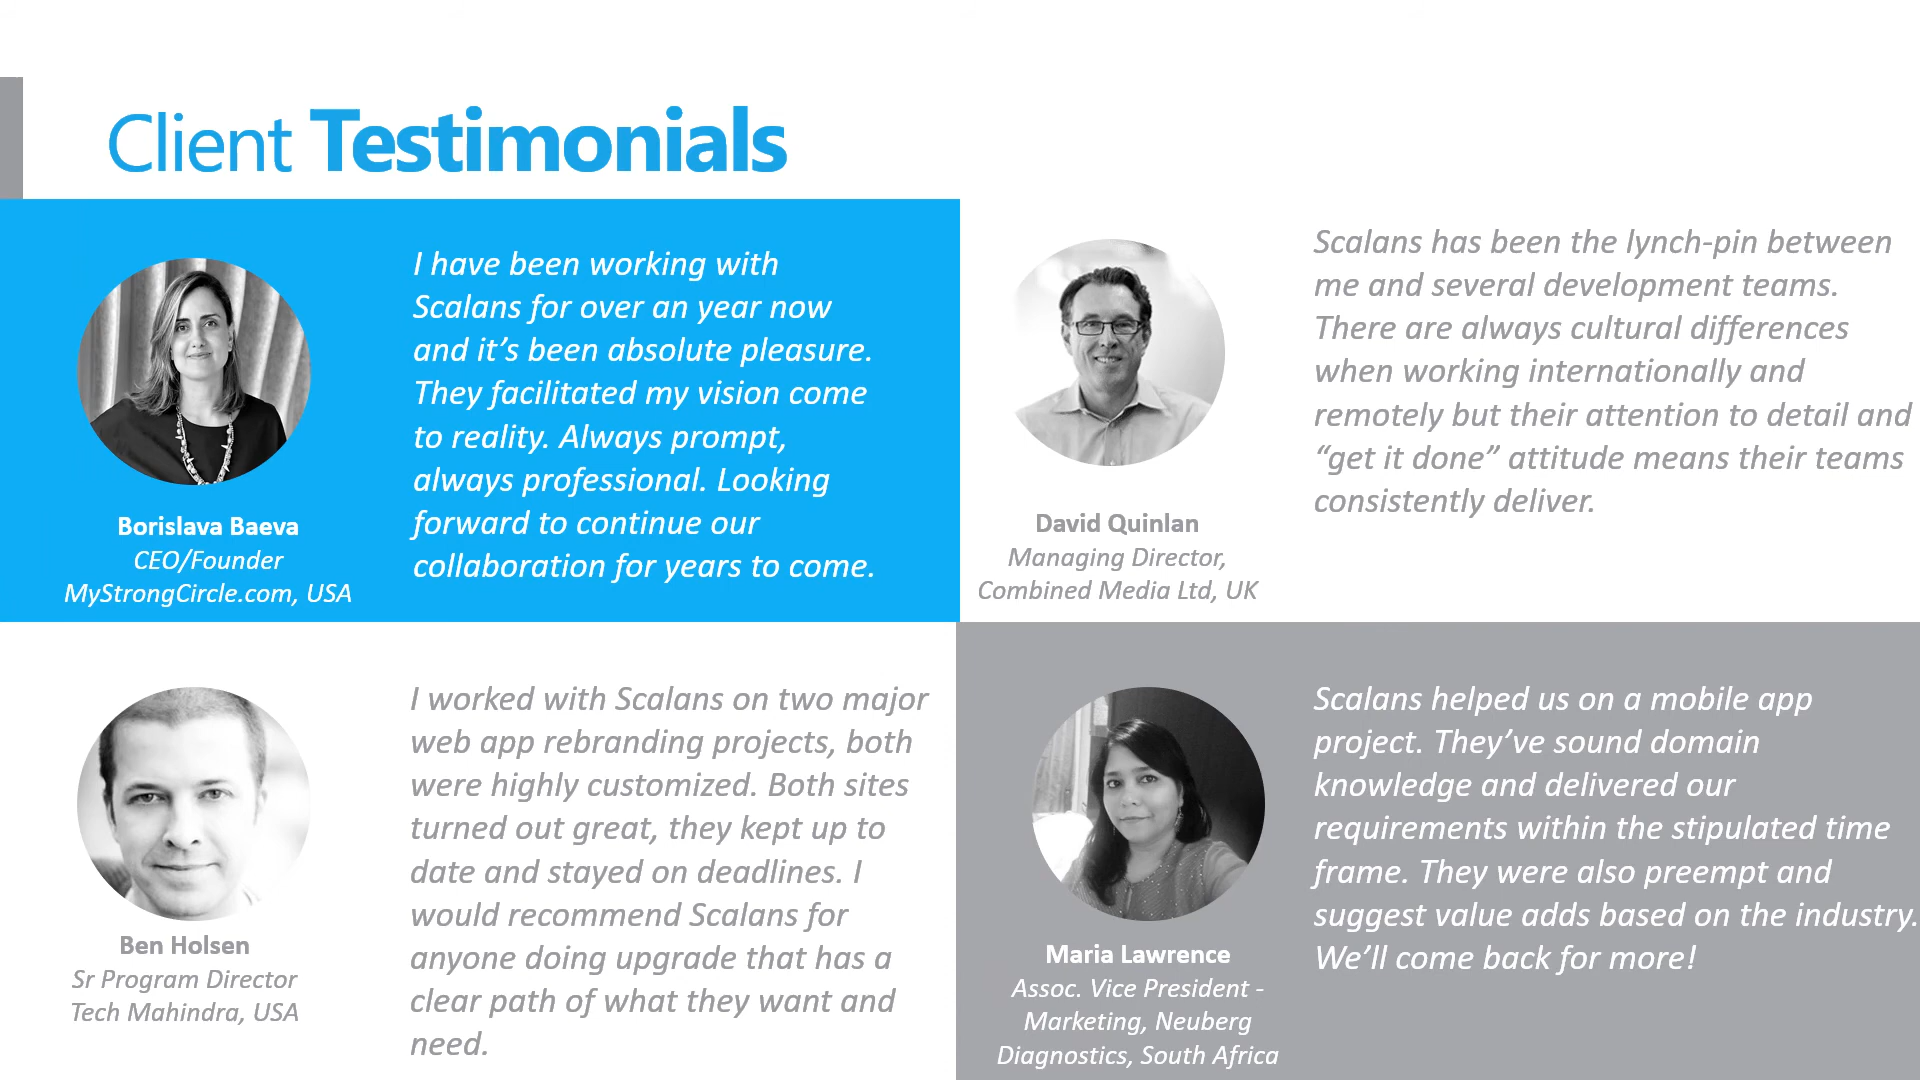 Client Testimonials
I have been working with
Scalans for over an year now
and it’s been absolute pleasure.
They facilitated my vision come
to reality. Always prompt,
always professional. Looking
forward to continue our
collaboration for years to come.
Borislava Baeva
CEO/Founder
MyStrongCircle.com, USA
Scalans has been the lynch-pin between
me and several development teams.
There are always cultural differences
when working internationally and
remotely but their attention to detail and
“get it done” attitude means their teams
consistently deliver.
David Quinlan
Managing Director,
Combined Media Ltd, UK
I worked with Scalans on two major
web app rebranding projects, both
were highly customized. Both sites
turned out great, they kept up to
date and stayed on deadlines. I
would recommend Scalans for
anyone doing upgrade that has a
clear path of what they want and
need.
Ben Holsen
Sr Program Director
Tech Mahindra, USA
Scalans helped us on a mobile app
project. They’ve sound domain
knowledge and delivered our
requirements within the stipulated time
frame. They were also preempt and
suggest value adds based on the industry.
We’ll come back for more!
Maria Lawrence
Assoc. Vice President -
Marketing, Neuberg
Diagnostics, South Africa